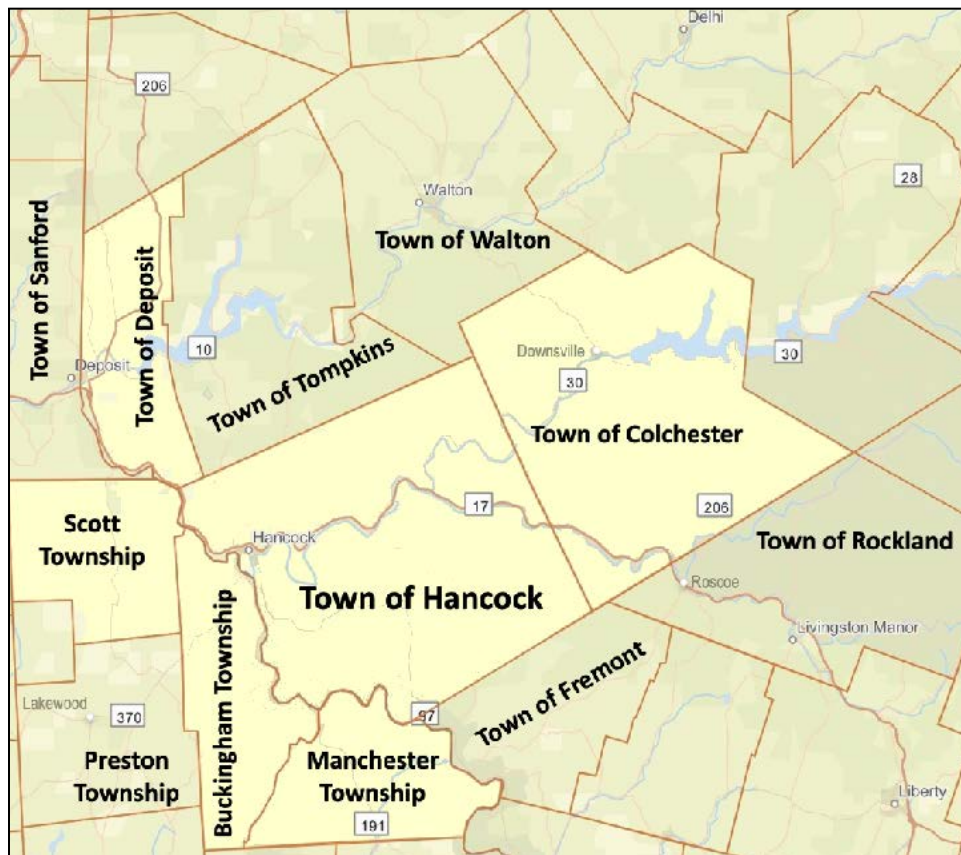 Delhi
206
28
Walton
Town of Walton
Town of Sanford
Town of Deposit
10
Downsville
30
30
Deposit
Town of Tompkins
Town of Colchester
17
206
Scott
Township
Hancock
Town of Rockland
Town of Hancock
Roscoe
Buckingham Township
Livingston Manor
Town of Fremont
Lakewood
370
97
Preston
Township
Manchester
Township
Liberty
191